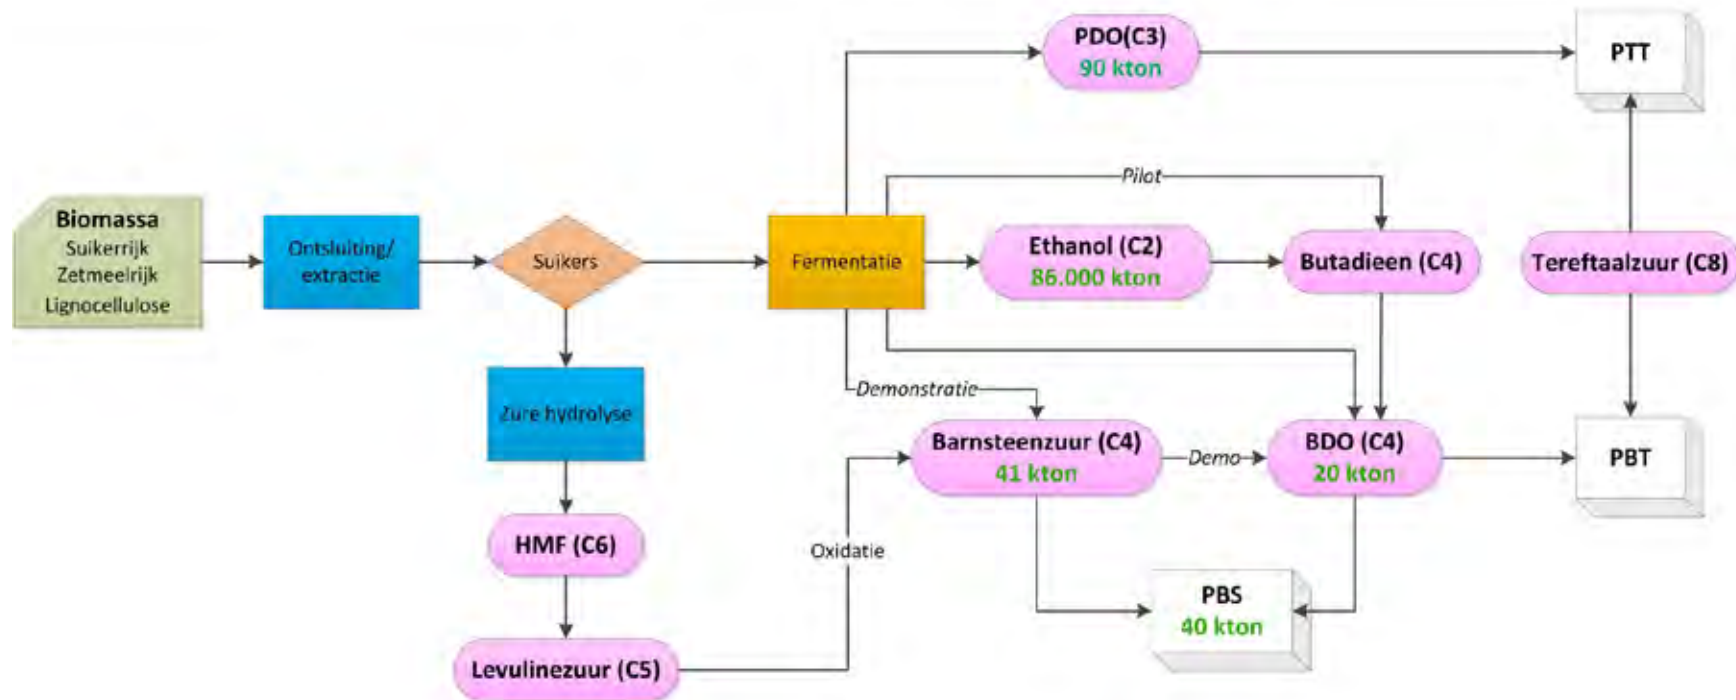 PDO(C3)
90 kton
PTT
Pilot
Biomassa
Suikerrijk
Zetmeelrijk
Lignocellulose
Ontsluiting/
extractie
Suikers
Fermentatie
Ethanol (C2)
86.000 kton
Butadieen (C4)
Tereftaalzuur (C8)
Demonstratie
Zure hydrolyse
Barnsteenzuur (C4)
41 kton
Demo
BDO (C4)
20 kton
PBT
HMF (C6)
Oxidatie
PBS
40 kton
Levulinezuur (C5)